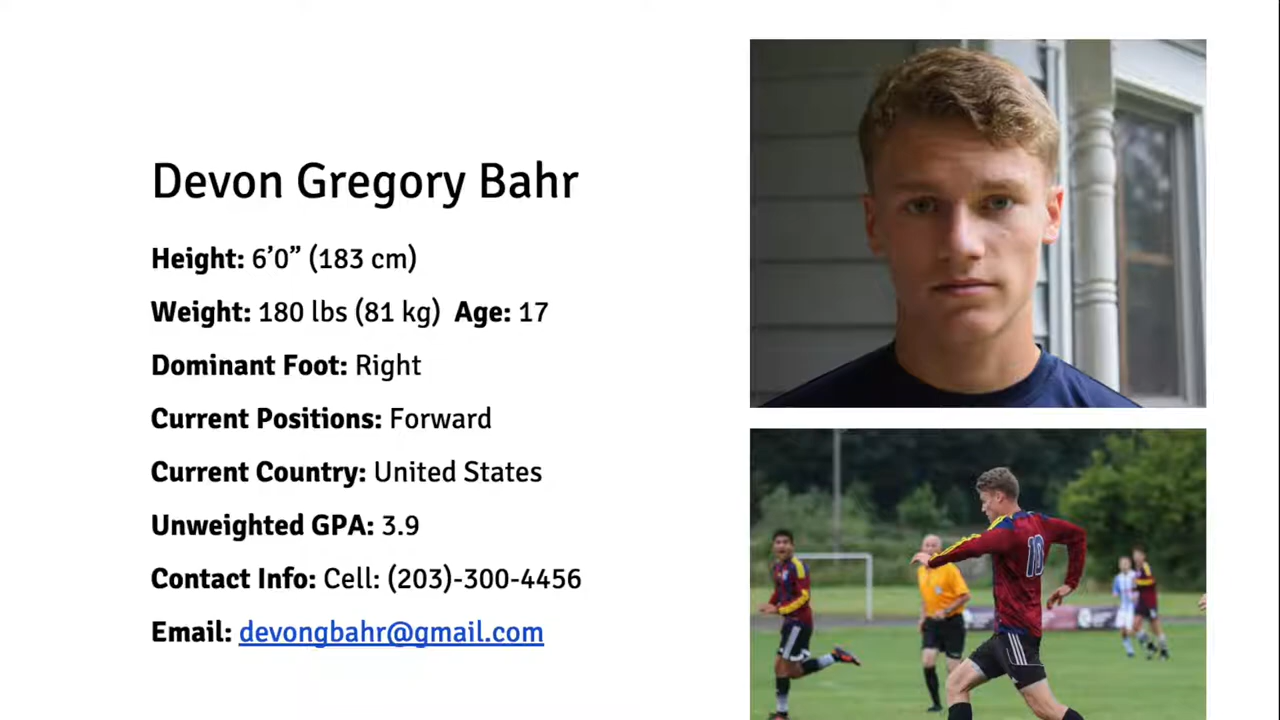 Devon Gregory Bahr
Height: 6’0” (183 cm)
Weight: 180 lbs (81 kg)  Age: 17
Dominant Foot: Right
Current Positions: Forward
Current Country: United States
Unweighted GPA: 3.9
Contact Info: Cell: (203)-300-4456
Email: devongbahr@gmail.com
10